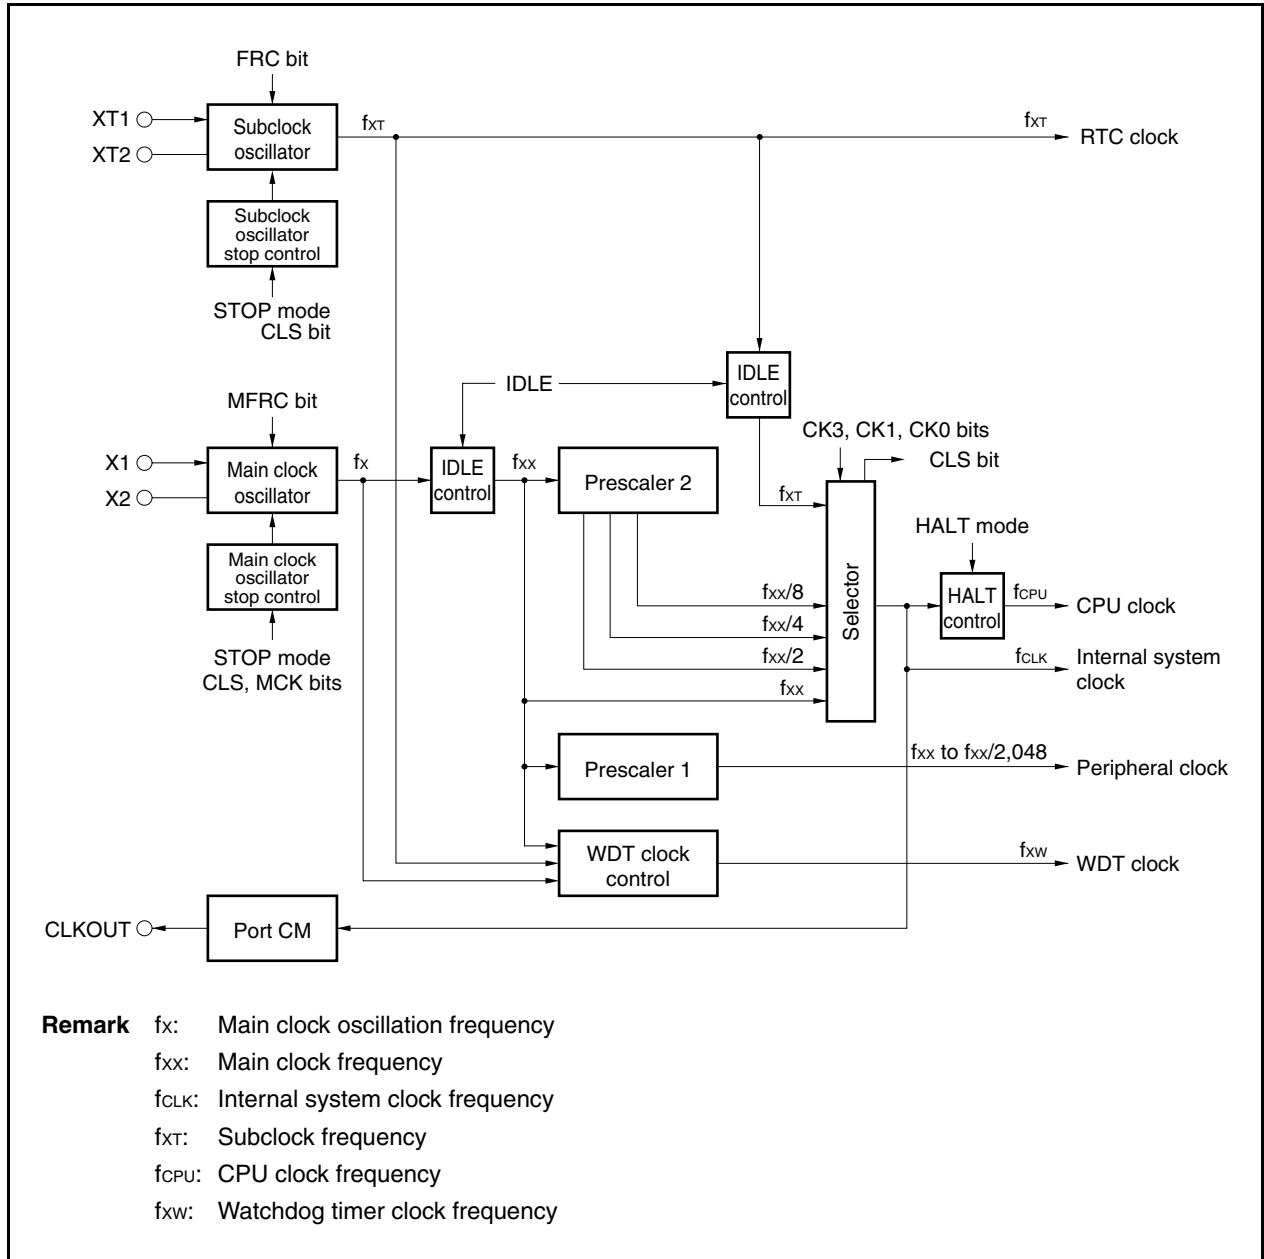 FRC bit
XT1
XT2
Subclock
oscillator
fXT
fXT
RTC clock
Subclock
oscillator
stop control
STOP mode
CLS bit
IDLE
IDLE
control
MFRC bit
CK3, CK1, CK0 bits
CLS bit
X1
X2
Main clock
oscillator
fX
IDLE
control
fXX
Prescaler 2
fXT
HALT mode
Main clock
oscillator
stop control
fXX/8
Selector
HALT
control
fCPU
CPU clock
fXX/4
STOP mode
CLS, MCK bits
fXX/2
fCLK
Internal system
clock
fXX
Prescaler 1
fXX to fXX/2,048
Peripheral clock
WDT clock
control
fXW
WDT clock
CLKOUT
Port CM
Remark fX: Main clock oscillation frequency
fXX: Main clock frequency
fCLK: Internal system clock frequency
fXT: Subclock frequency
fCPU: CPU clock frequency
fXW: Watchdog timer clock frequency